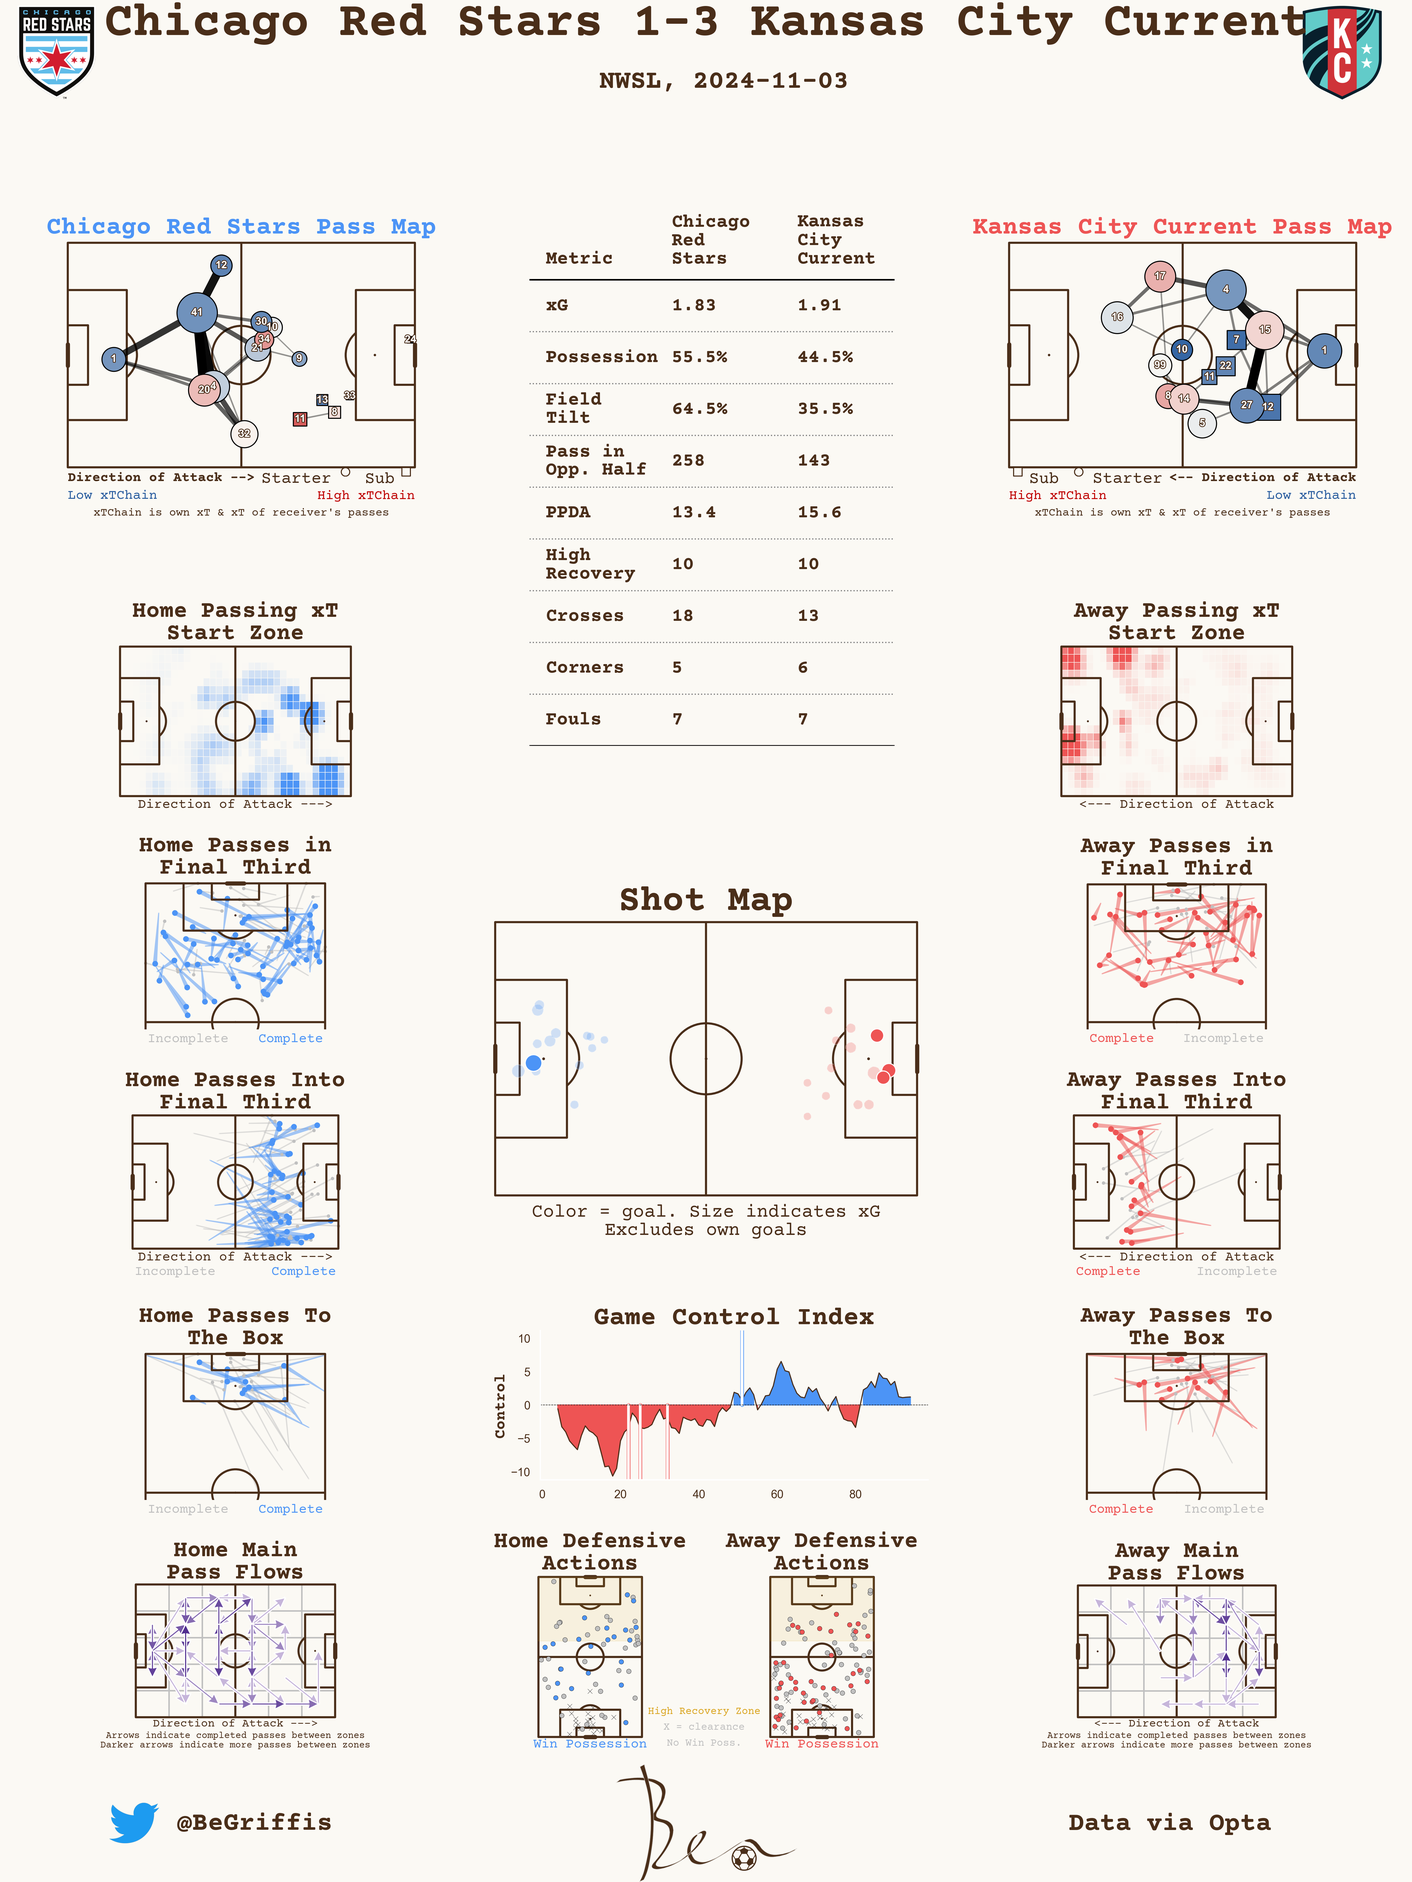 Chicago Red Stars 1-3 Kansas City Current
NWSL, 2024-11-03
CHICAGO
RED STARS
KC
Chicago Red Stars Pass Map
12
41
30
10
34
21
9
1
20
4
32
24
33
13
8
11
Direction of Attack --> Starter Sub
Low xTChain High xTChain
xTChain is own xT & xT of receiver's passes
Metric Chicago Red Stars Kansas City Current
xG 1.83 1.91
Possession 55.5% 44.5%
Field Tilt 64.5% 35.5%
Pass in Opp. Half 258 143
PPDA 13.4 15.6
High Recovery 10 10
Crosses 18 13
Corners 5 6
Fouls 7 7
Kansas City Current Pass Map
17
4
16
15
7
10
1
99
22
11
8
14
27
12
5
Sub Starter <-- Direction of Attack
High xTChain Low xTChain
xTChain is own xT & xT of receiver's passes
Home Passing xT
Start Zone
Direction of Attack --->
Away Passing xT
Start Zone
<--- Direction of Attack
Home Passes in
Final Third
Incomplete Complete
Away Passes in
Final Third
Complete Incomplete
Shot Map
Color = goal. Size indicates xG
Excludes own goals
Home Passes Into
Final Third
Direction of Attack --->
Incomplete Complete
Away Passes Into
Final Third
<--- Direction of Attack
Complete Incomplete
Home Passes To
The Box
Incomplete Complete
Game Control Index
Control
10
5
0
−5
−10
0 20 40 60 80
Away Passes To
The Box
Complete Incomplete
Home Main
Pass Flows
Direction of Attack --->
Arrows indicate completed passes between zones
Darker arrows indicate more passes between zones
Home Defensive
Actions
Win Possession
High Recovery Zone
X = clearance
No Win Poss.
Away Defensive
Actions
Win Possession
Away Main
Pass Flows
<--- Direction of Attack
Arrows indicate completed passes between zones
Darker arrows indicate more passes between zones
@BeGriffis
Ben
Data via Opta